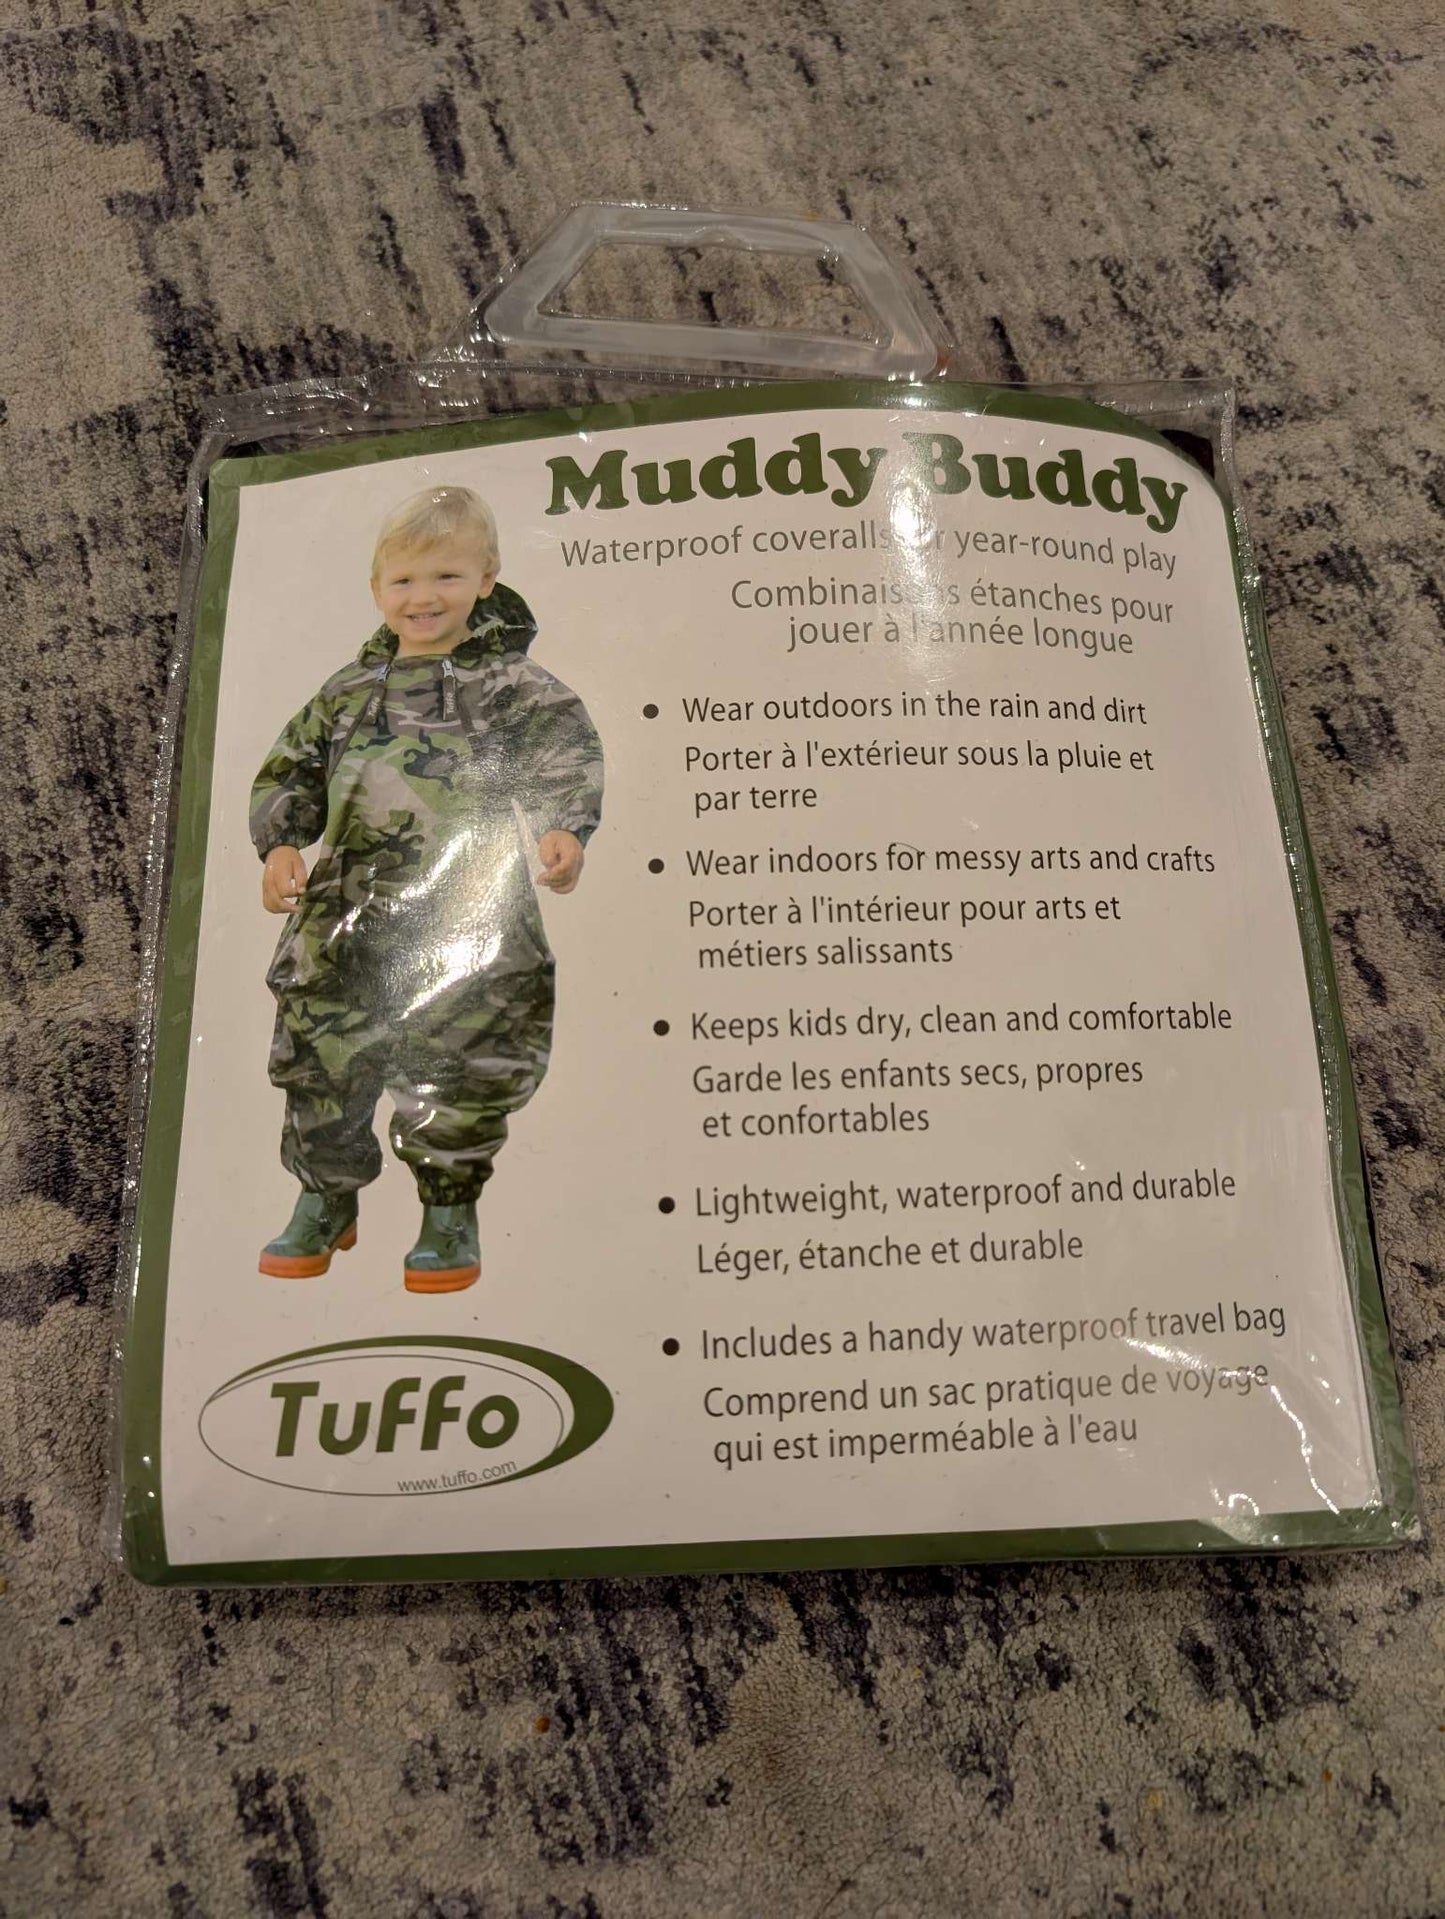 Muddy Buddy
Waterproof coveralls year-round play
Combinaisons étanches pour
jouer à l'année longue
• Wear outdoors in the rain and dirt
Porter à l'extérieur sous la pluie et
par terre
• Wear indoors for messy arts and crafts
Porter à l'intérieur pour arts et
métiers salissants
• Keeps kids dry, clean and comfortable
Garde les enfants secs, propres
et confortables
• Lightweight, waterproof and durable
Léger, étanche et durable
• Includes a handy waterproof travel bag
Comprend un sac pratique de voyage
qui est imperméable à l'eau
Tuffo
www.tuffo.com